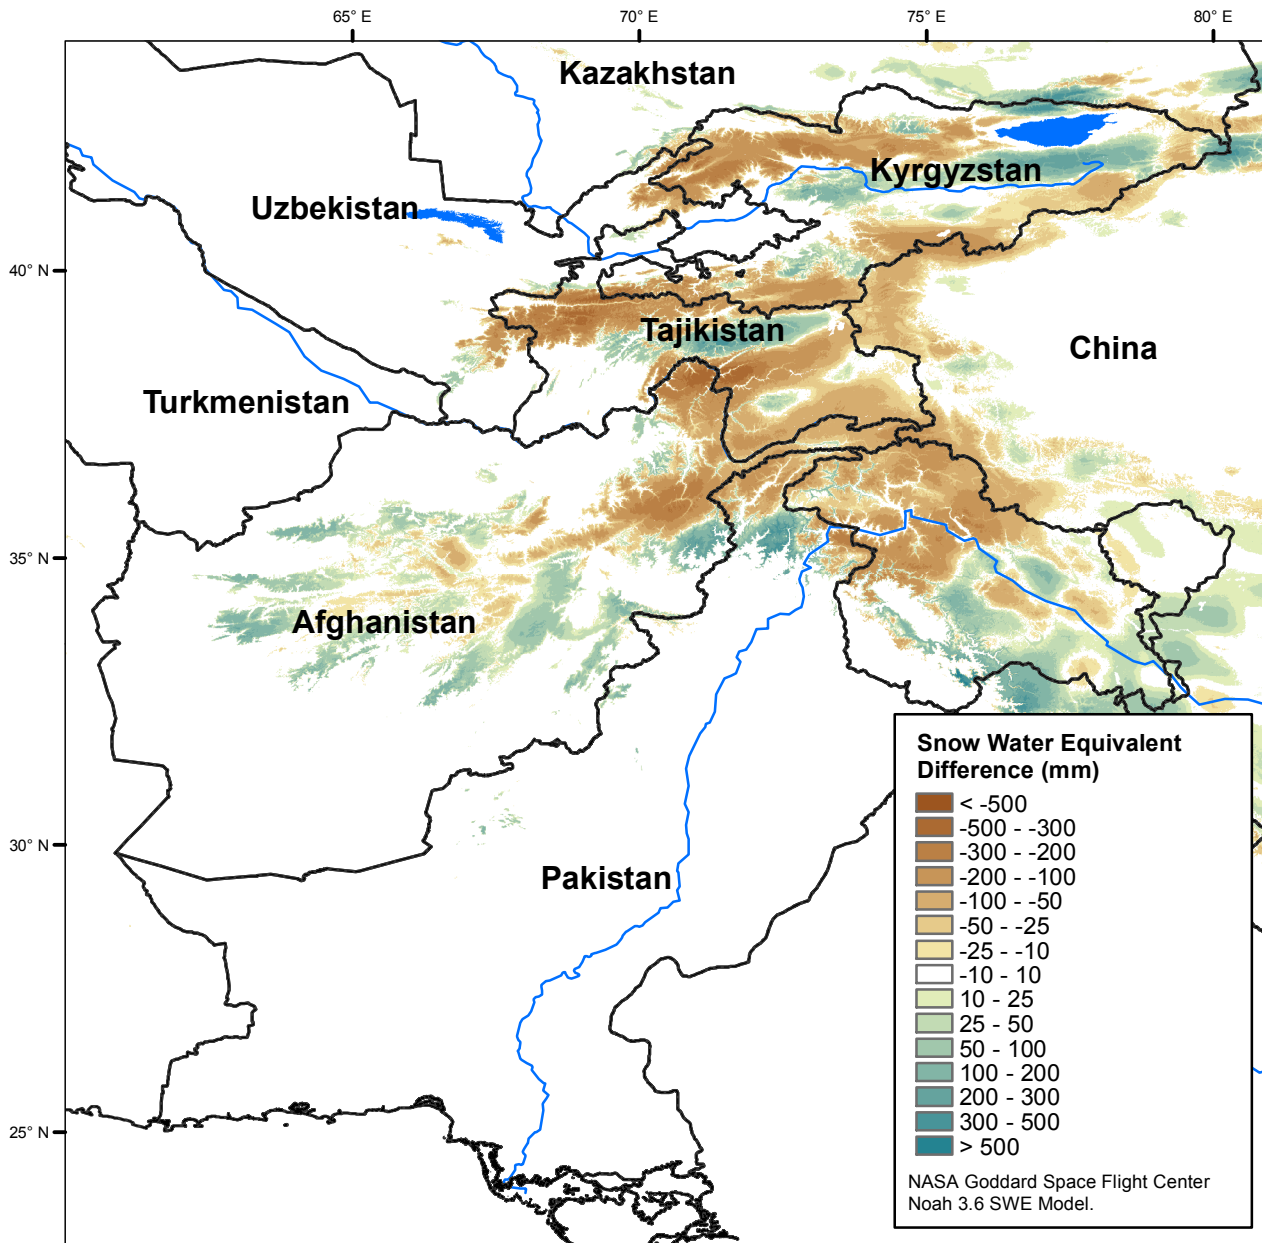 65° E
70° E
75° E
80° E
Kazakhstan
Kyrgyzstan
Uzbekistan
40° N
Tajikistan
China
Turkmenistan
35° N
Afghanistan
30° N
Pakistan
25° N
Snow Water Equivalent
Difference (mm)
< -500
-500 - -300
-300 - -200
-200 - -100
-100 - -50
-50 - -25
-25 - -10
-10 - 10
10 - 25
25 - 50
50 - 100
100 - 200
200 - 300
300 - 500
> 500
NASA Goddard Space Flight Center
Noah 3.6 SWE Model.